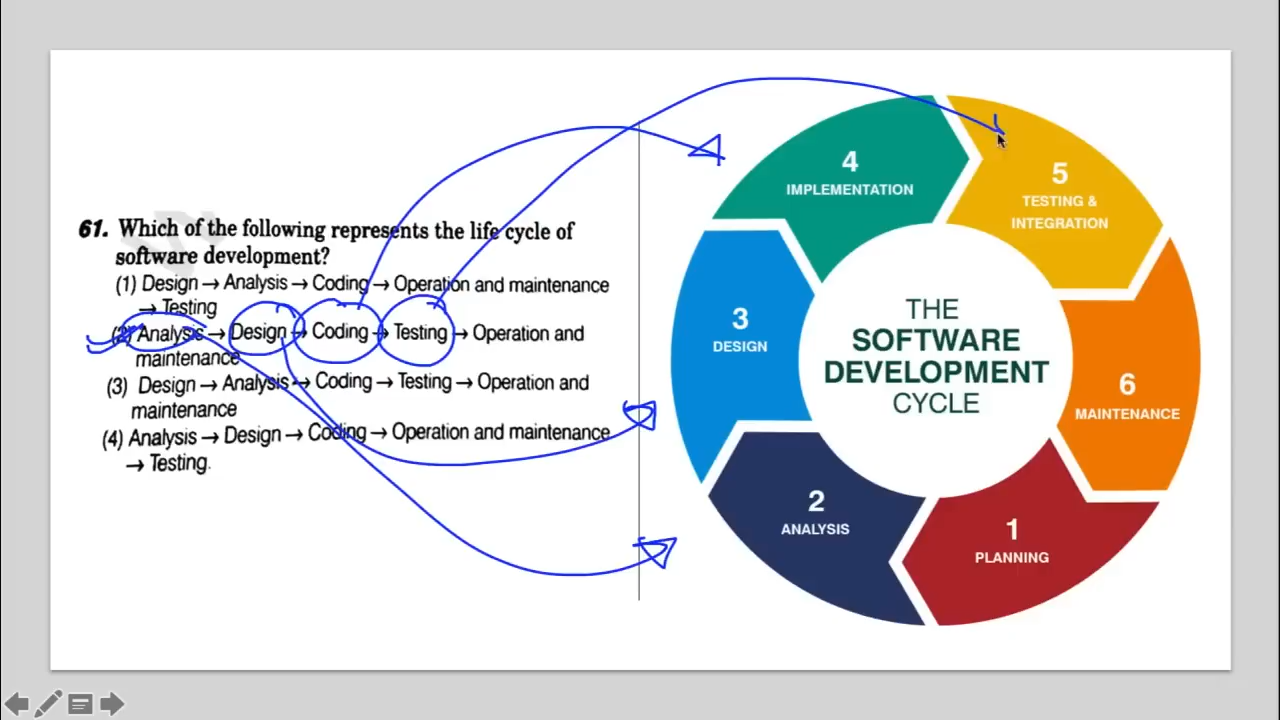 61. Which of the following represents the life cycle of
software development?
(1) Design → Analysis → Coding → Operation and maintenance
→ Testing
(2) Analysis → Design → Coding → Testing → Operation and
maintenance
(3) Design → Analysis → Coding → Testing → Operation and
maintenance
(4) Analysis → Design → Coding → Operation and maintenance
→ Testing.
4
IMPLEMENTATION
5
TESTING &
INTEGRATION
3
DESIGN
THE
SOFTWARE
DEVELOPMENT
CYCLE
6
MAINTENANCE
2
ANALYSIS
1
PLANNING